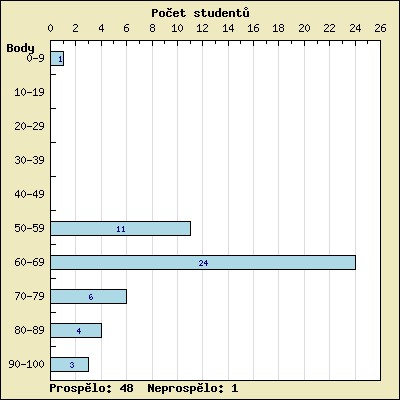 Počet studentů
0 2 4 6 8 10 12 14 16 18 20 22 24 26
Body
0-9 1
10-19
20-29
30-39
40-49
50-59 11
60-69 24
70-79 6
80-89 4
90-100 3
Prospělo: 48 Neprospělo: 1